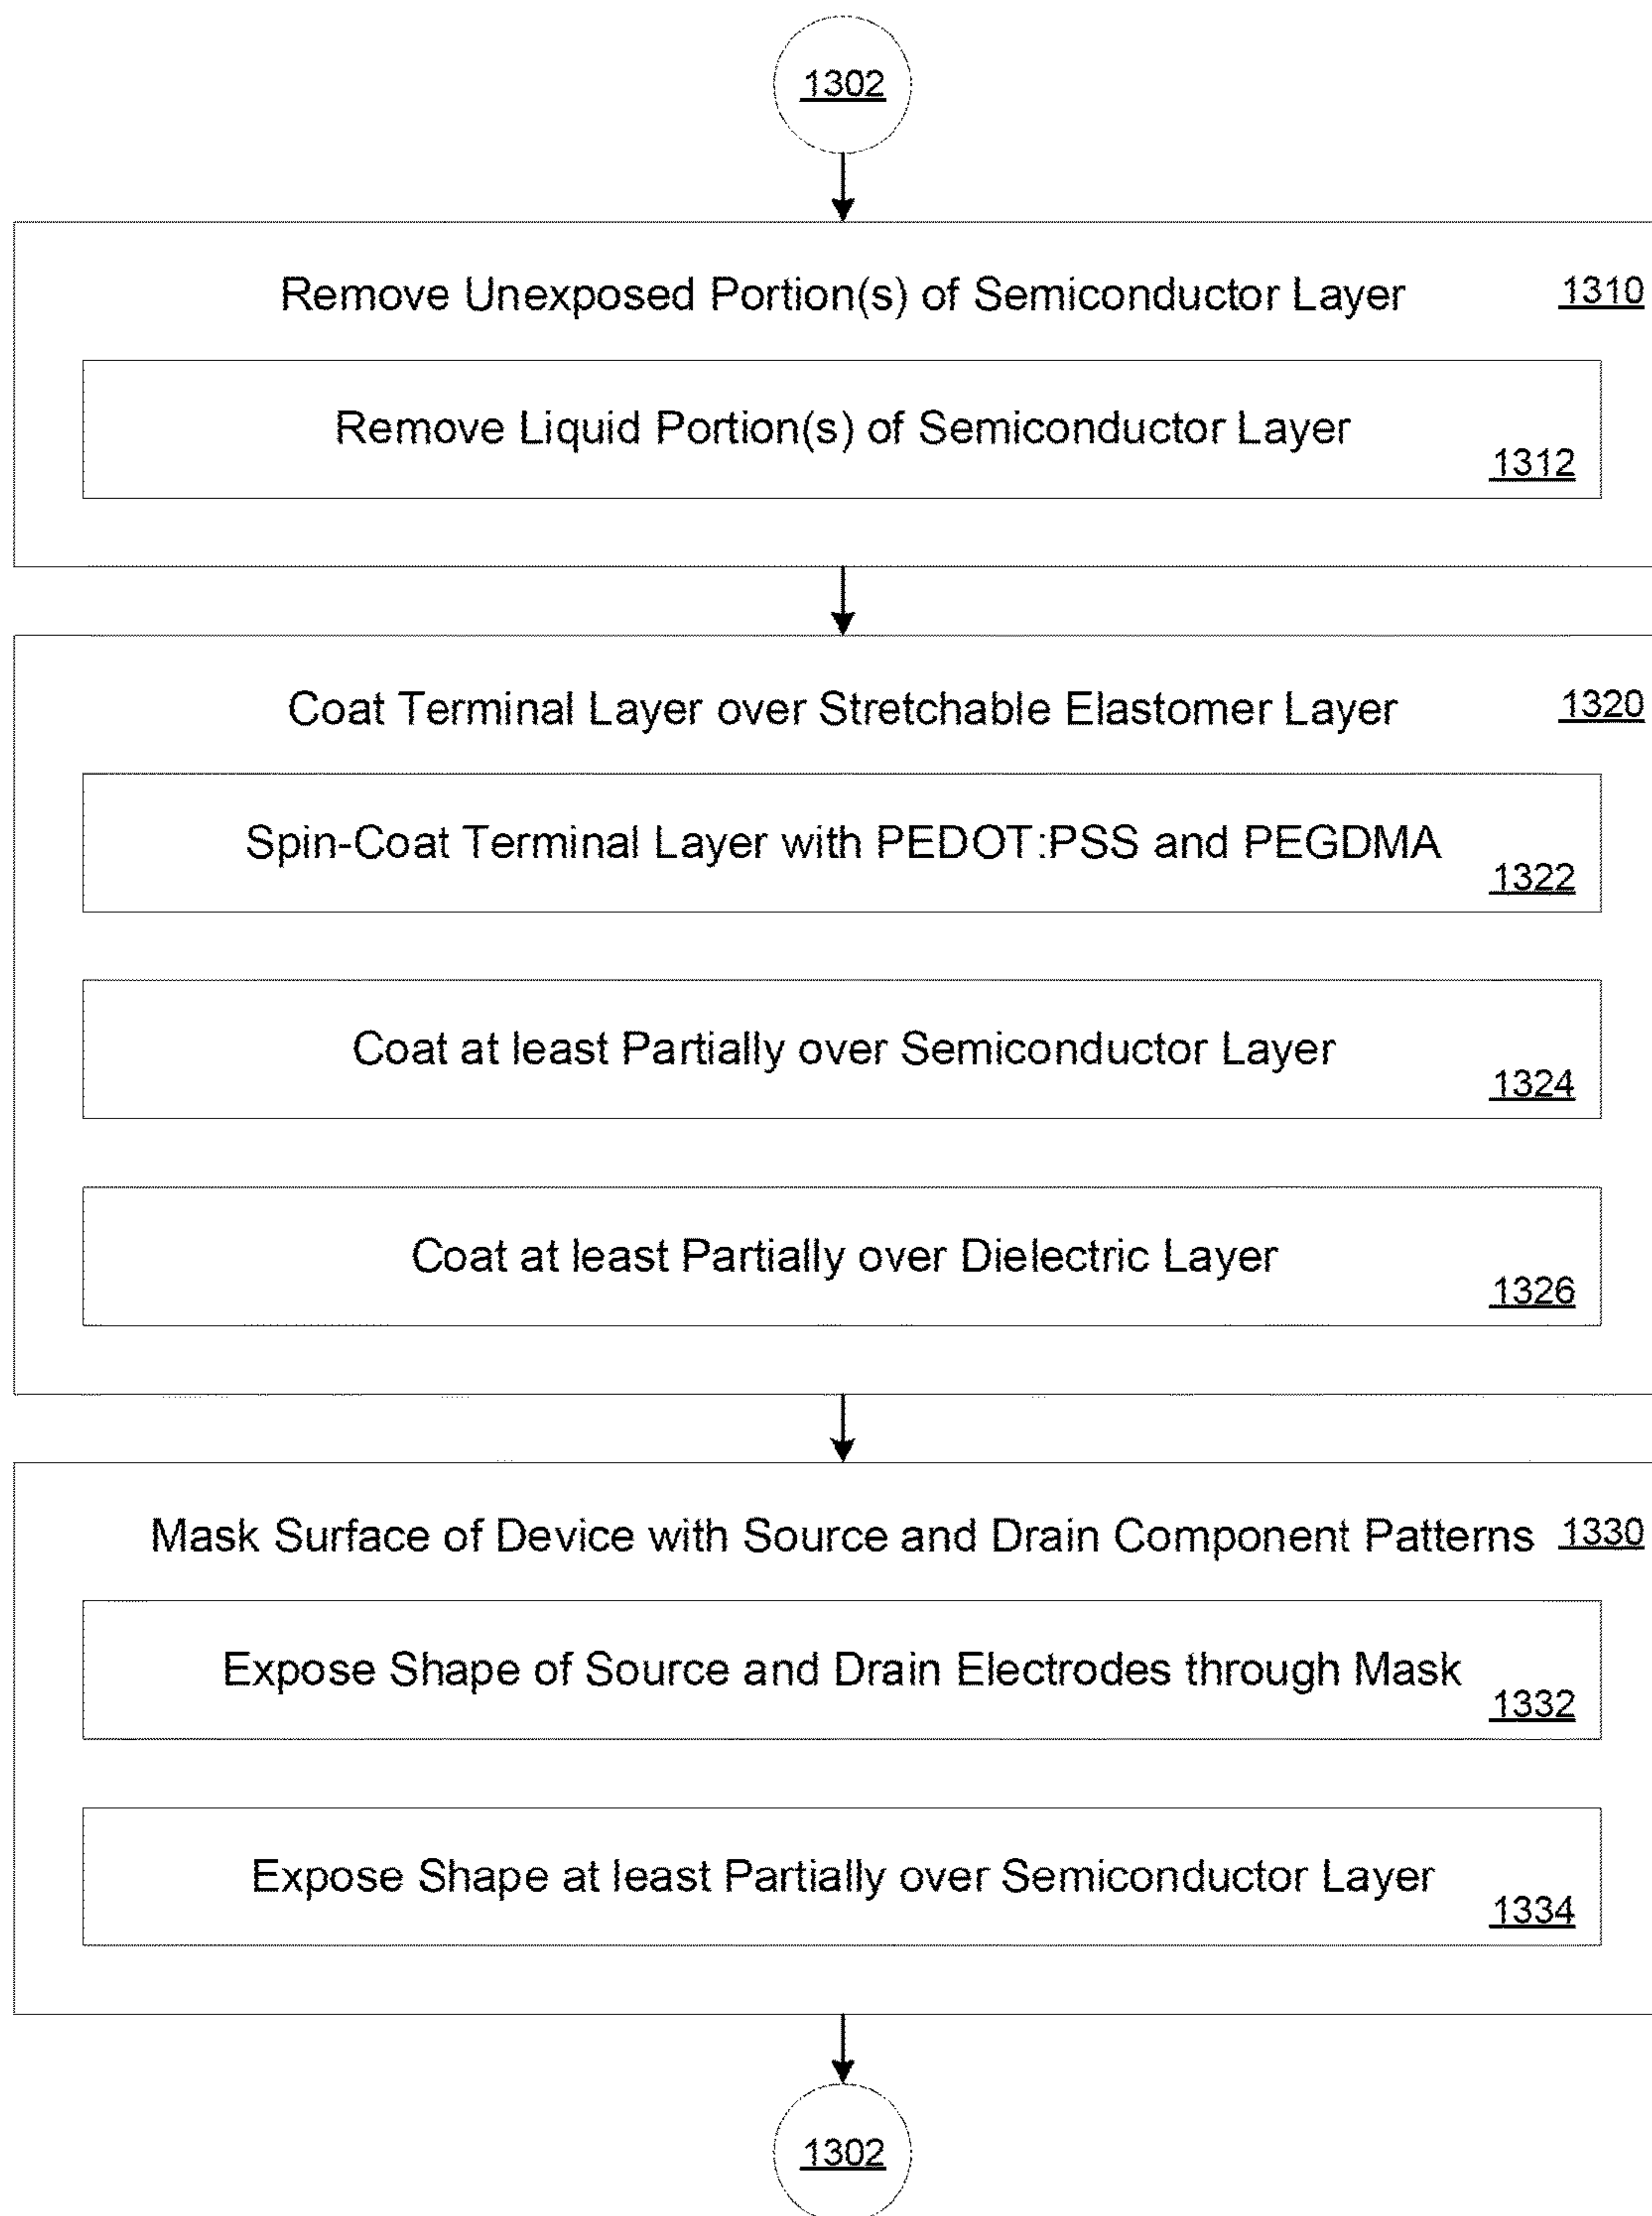 1302
Remove Unexposed Portion(s) of Semiconductor Layer 1310
Remove Liquid Portion(s) of Semiconductor Layer
1312
Coat Terminal Layer over Stretchable Elastomer Layer 1320
Spin-Coat Terminal Layer with PEDOT:PSS and PEGDMA
1322
Coat at least Partially over Semiconductor Layer
1324
Coat at least Partially over Dielectric Layer
1326
Mask Surface of Device with Source and Drain Component Patterns 1330
Expose Shape of Source and Drain Electrodes through Mask
1332
Expose Shape at least Partially over Semiconductor Layer
1334
1302